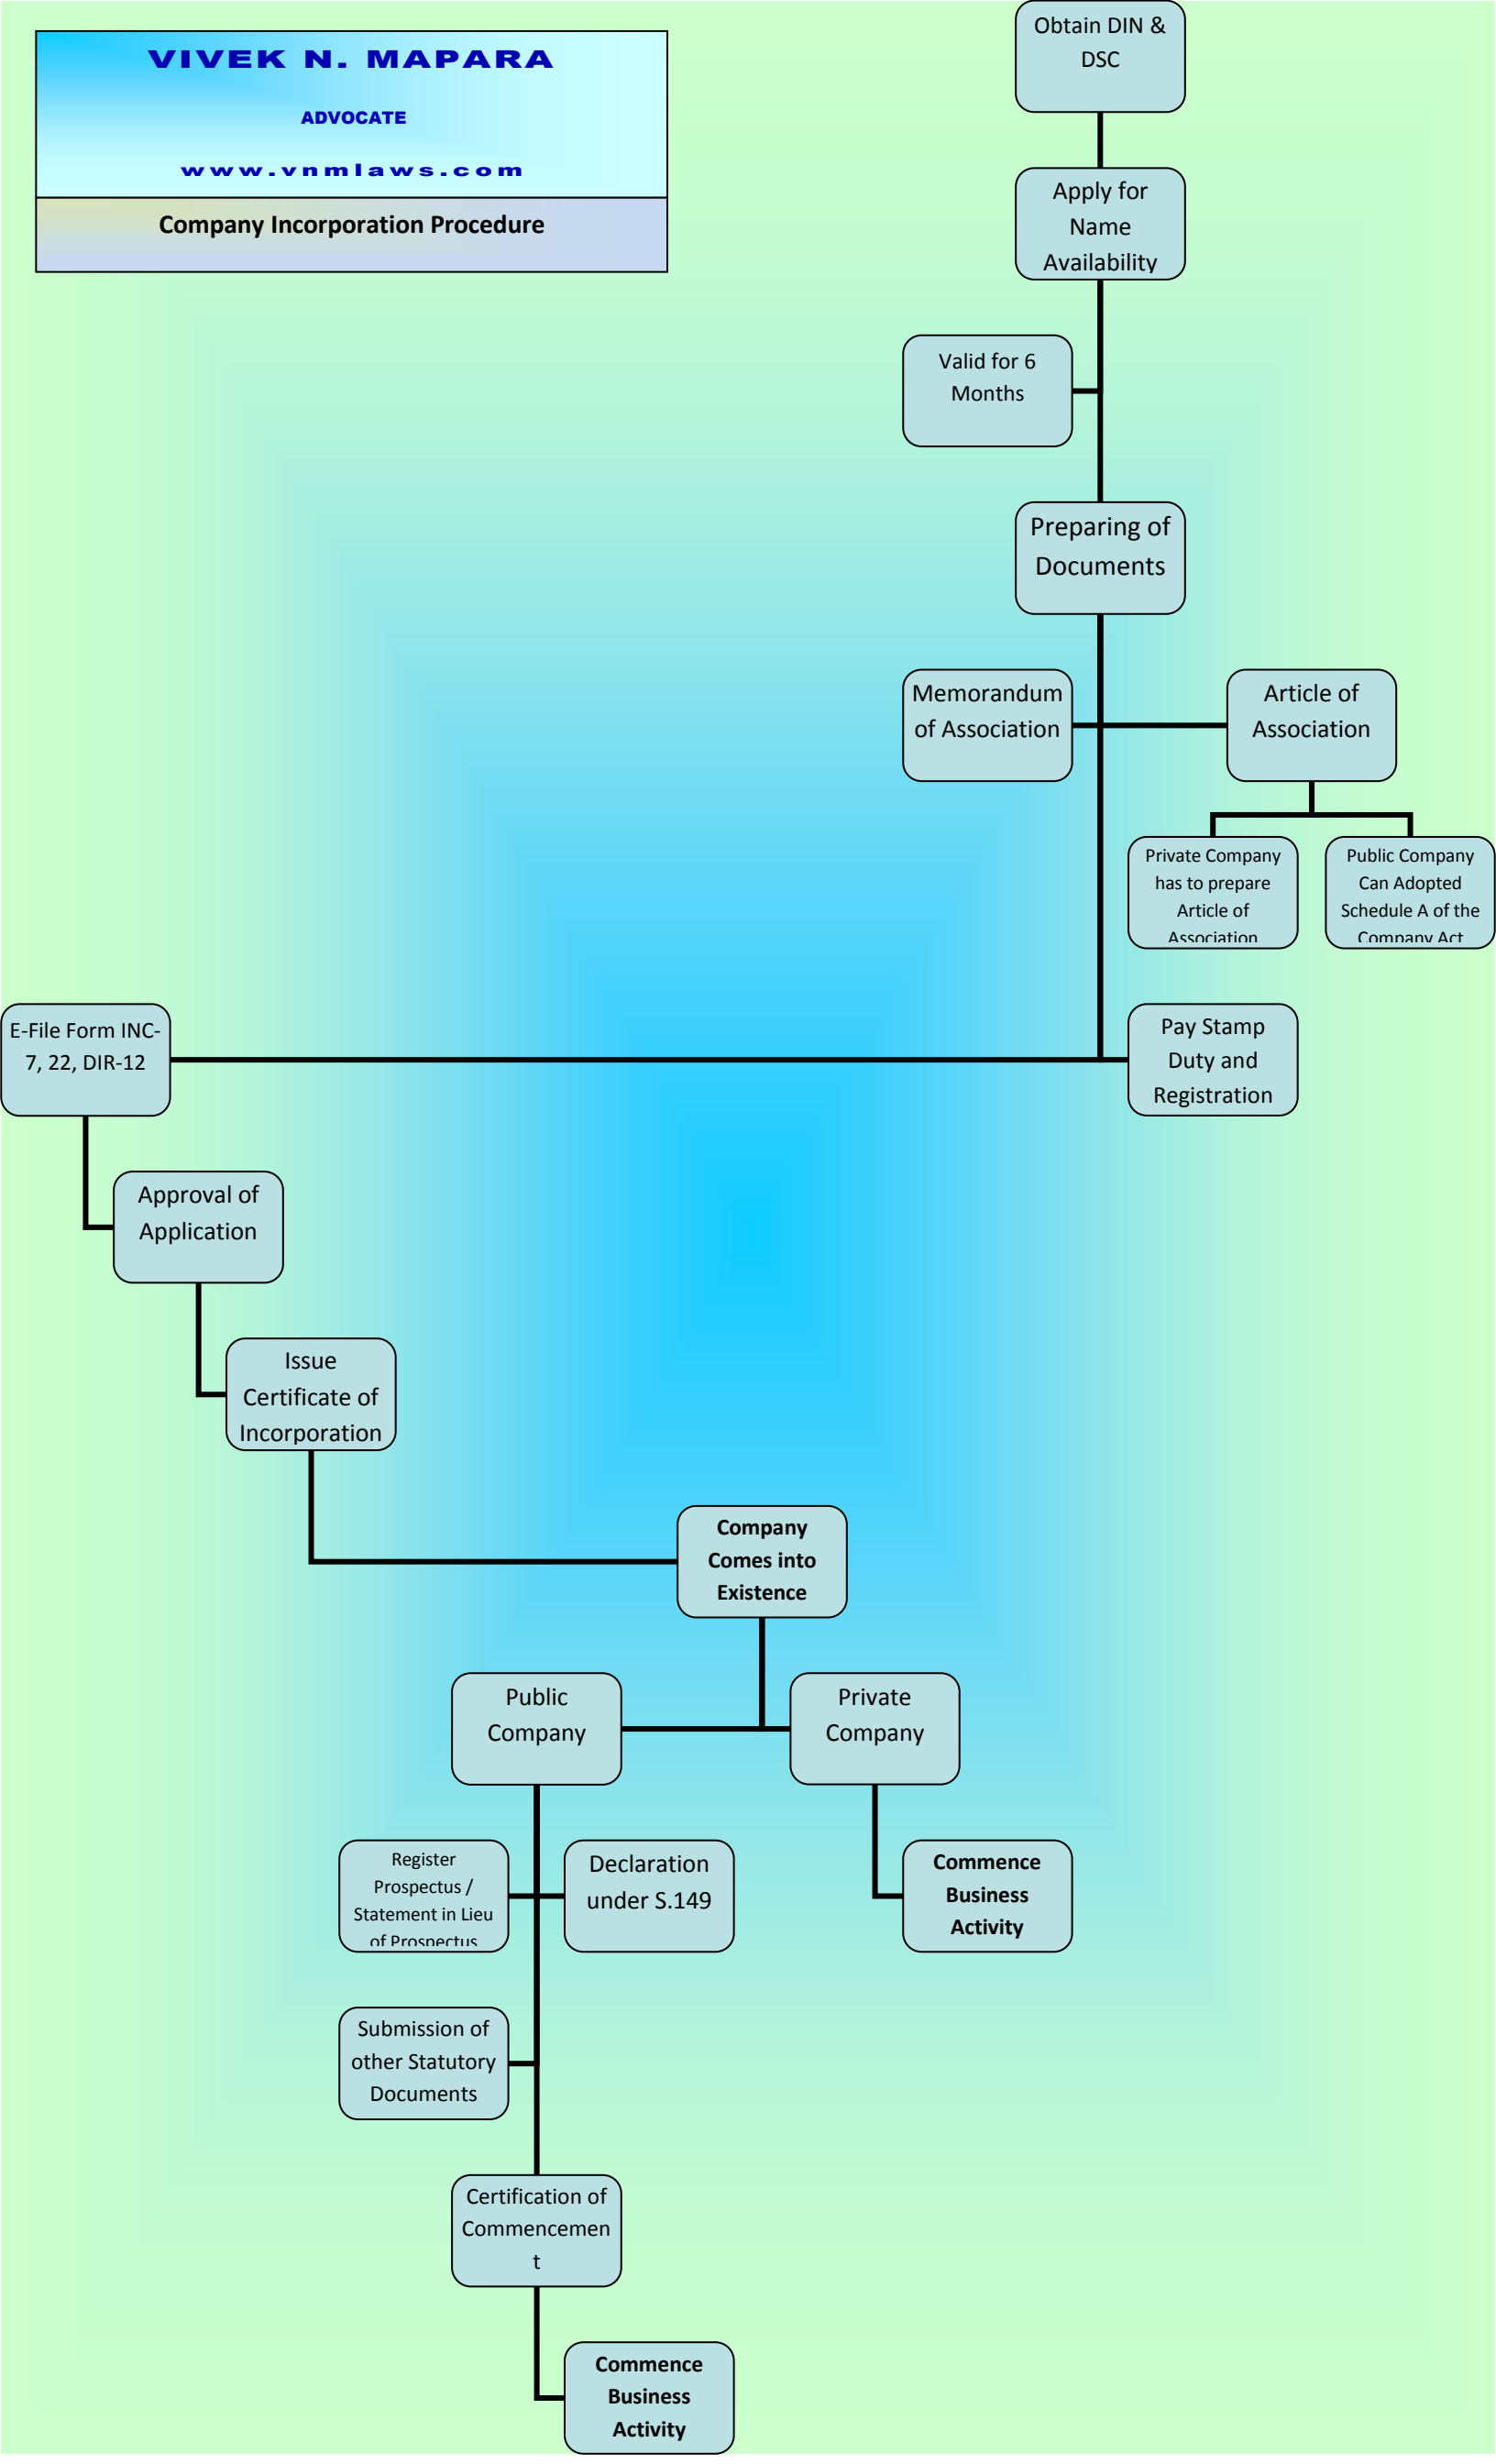 VIVEK N. MAPARA
ADVOCATE
www.vnmlaws.com
Company Incorporation Procedure
Obtain DIN &
DSC
Apply for
Name
Availability
Valid for 6
Months
Preparing of
Documents
Memorandum
of Association
Article of
Association
Private Company
has to prepare
Article of
Association
Public Company
Can Adopted
Schedule A of the
Company Act
E-File Form INC-
7, 22, DIR-12
Pay Stamp
Duty and
Registration
Approval of
Application
Issue
Certificate of
Incorporation
Company
Comes into
Existence
Public
Company
Private
Company
Register
Prospectus /
Statement in Lieu
of Prospectus
Declaration
under S.149
Commence
Business
Activity
Submission of
other Statutory
Documents
Certification of
Commencemen
t
Commence
Business
Activity